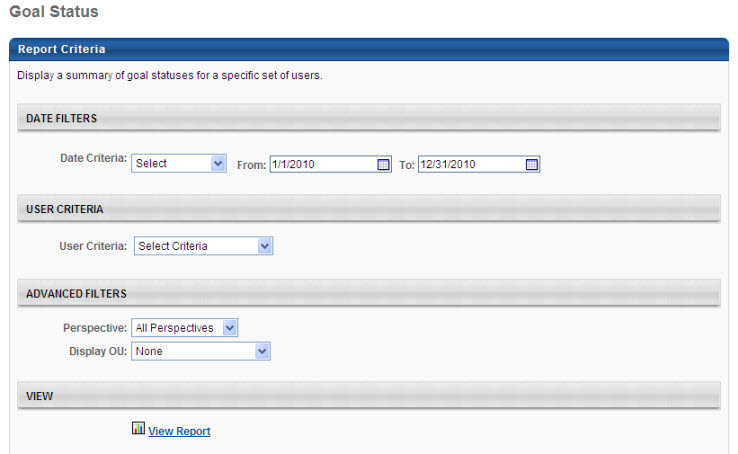 Goal Status
Report Criteria
Display a summary of goal statuses for a specific set of users.
DATE FILTERS
Date Criteria: Select From: 1/1/2010 To: 12/31/2010
USER CRITERIA
User Criteria: Select Criteria
ADVANCED FILTERS
Perspective: All Perspectives
Display OU: None
VIEW
View Report